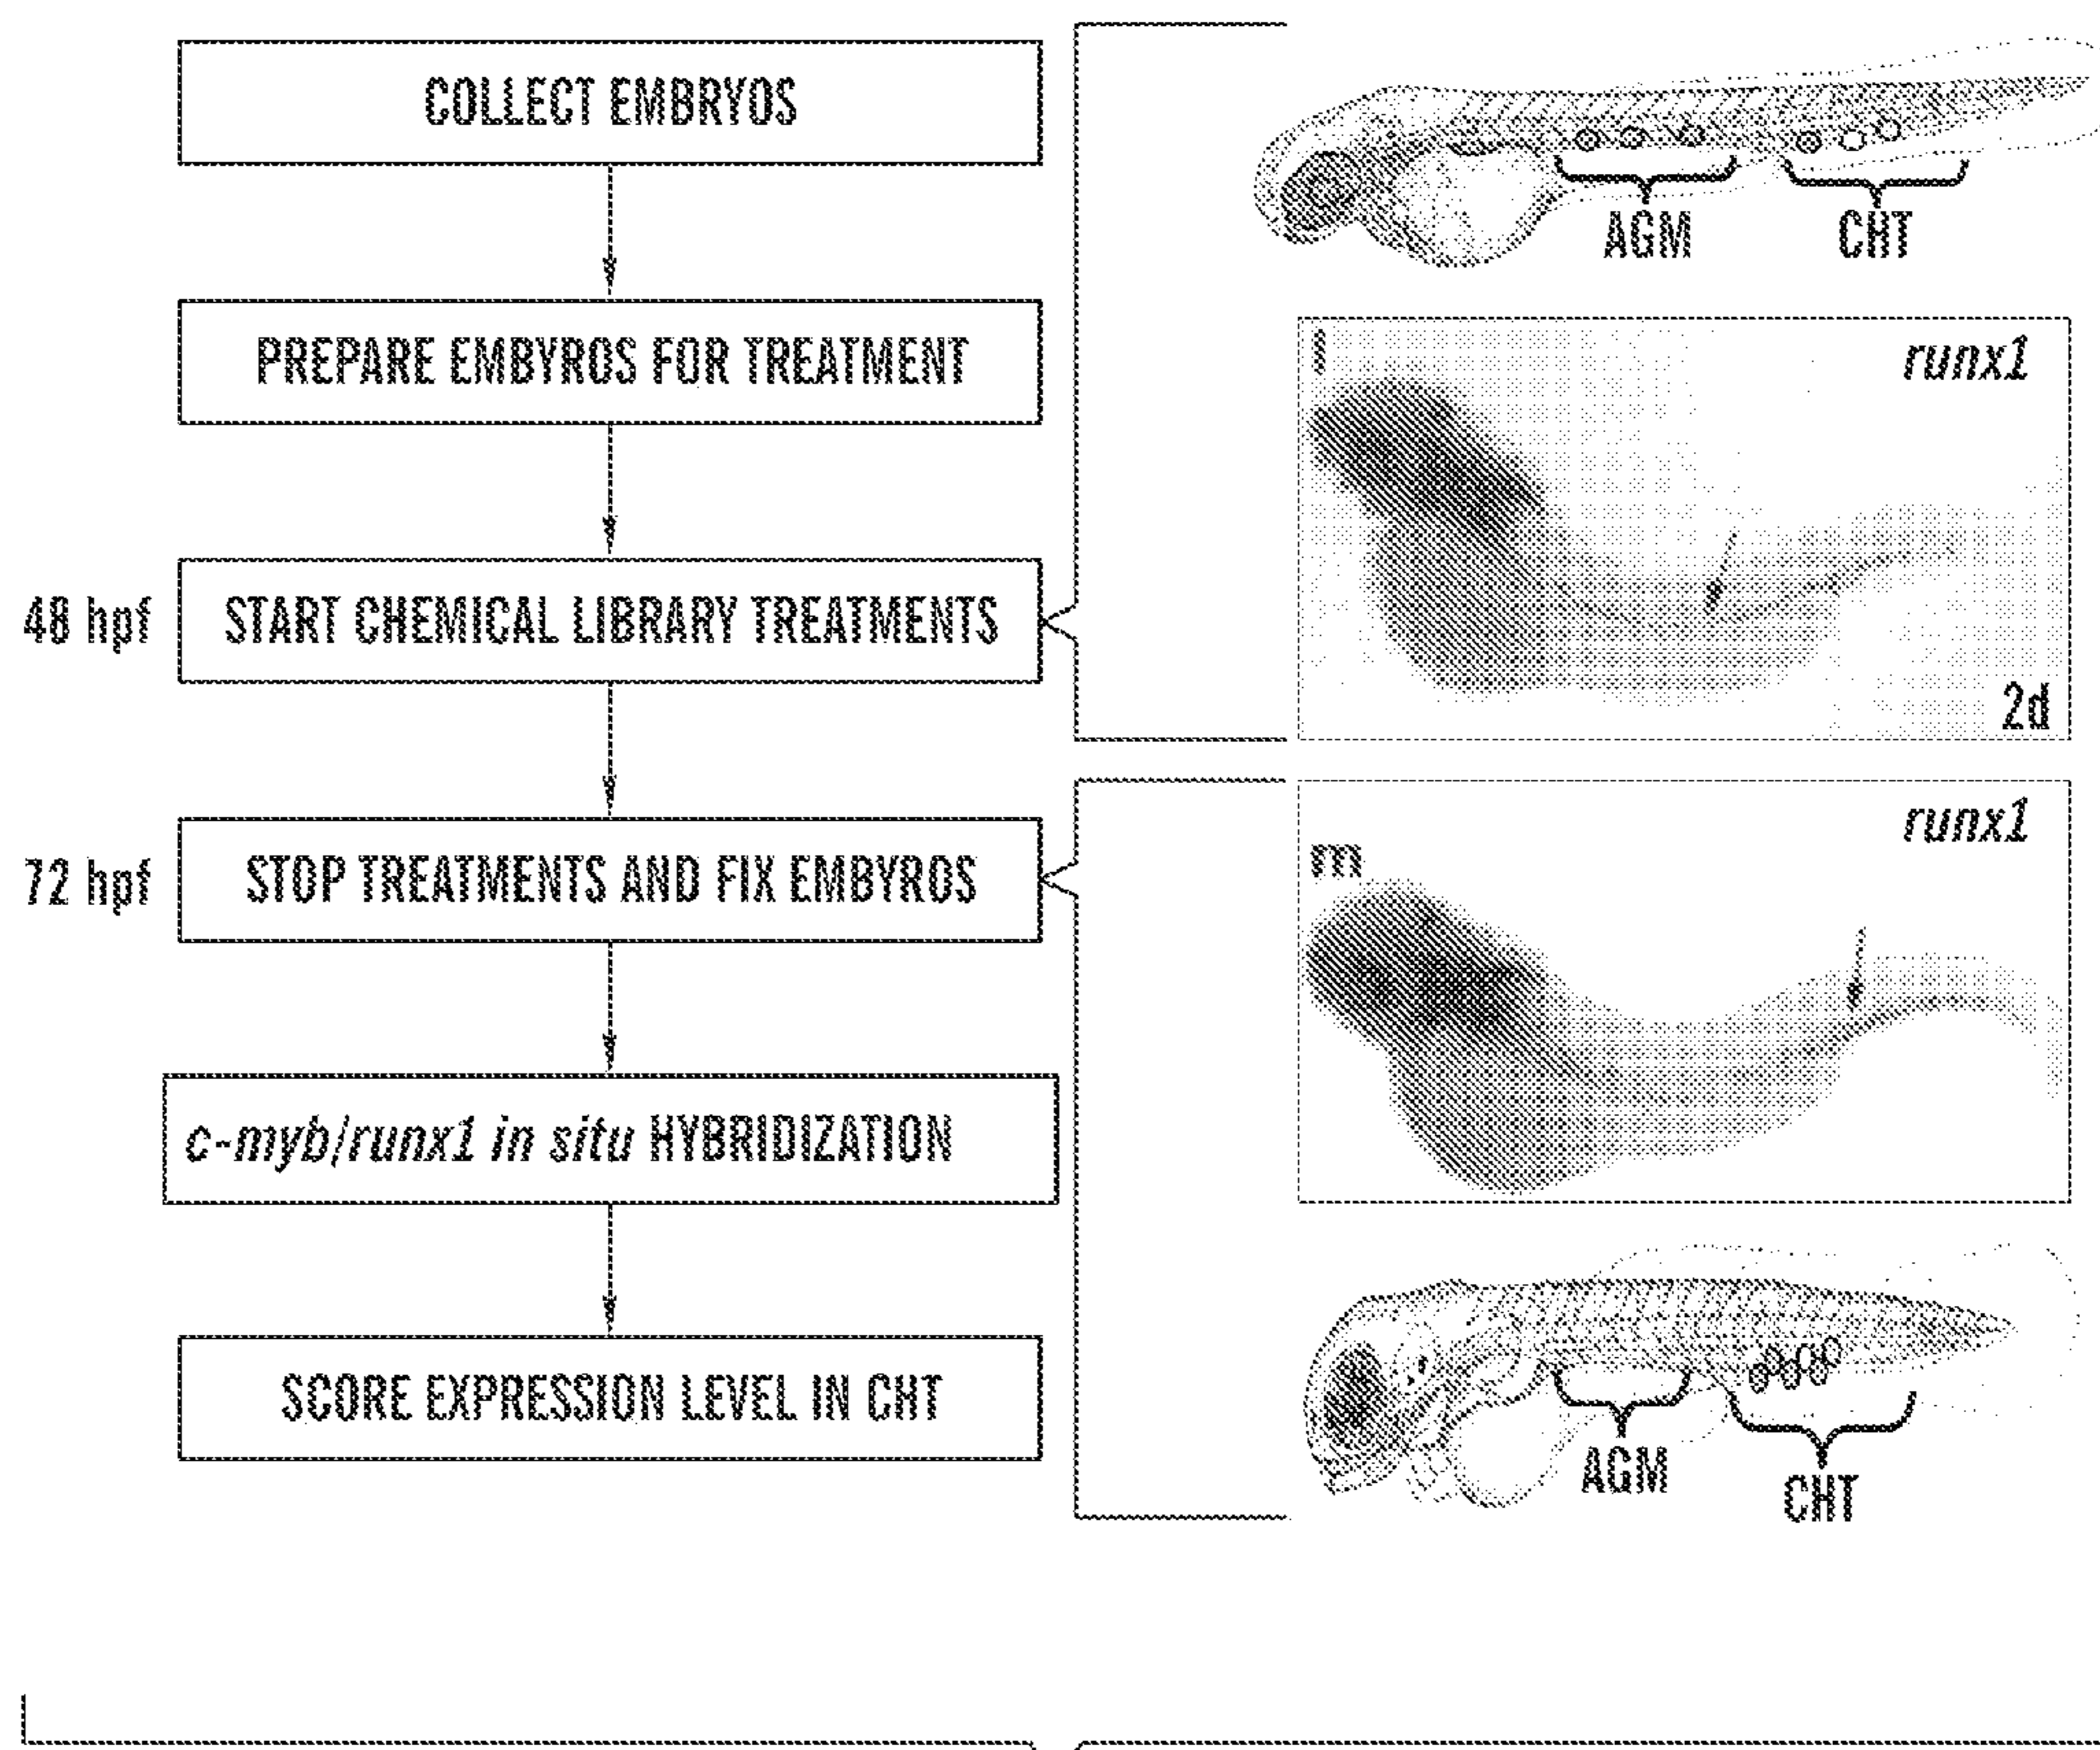 COLLECT EMBRYOS
PREPARE EMBYROS FOR TREATMENT
48 hpf
START CHEMICAL LIBRARY TREATMENTS
72 hpf
STOP TREATMENTS AND FIX EMBYROS
c-myb/runx1 in situ HYBRIDIZATION
SCORE EXPRESSION LEVEL IN CHT
AGM
CHT
l
runx1
2d
runx1
m
AGM
CHT